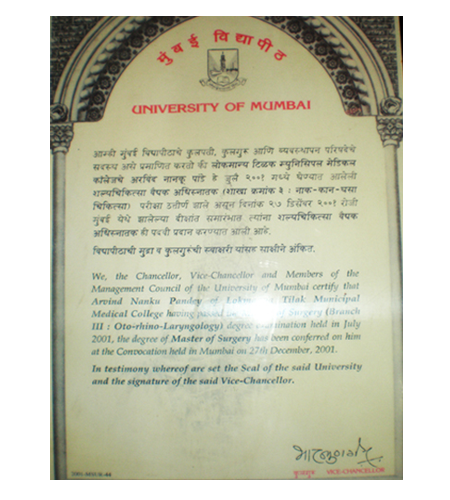 मुंबई विद्यापीठ
UNIVERSITY OF MUMBAI
आम्ही मुंबई विद्यापीठाचे कुलपती, कुलगुरू आणि व्यवस्थापन परिषदेचे
सदस्य असे प्रमाणित करतो की लोकमान्य टिळक म्युनिसिपल मेडिकल
कॉलेजचे अरविंद नानकू पांडे हे जुलै २००१ मध्ये घेण्यात आलेली
शल्यचिकित्सा वैद्यक अधिस्नातक (शाखा क्रमांक ३ : नाक-कान-घसा
चिकित्सा) परीक्षा उत्तीर्ण झाले असून दिनांक २७ डिसेंबर २००१ रोजी
मुंबई येथे झालेल्या दीक्षांत समारंभात त्यांना शल्यचिकित्सा वैद्यक
अधिस्नातक ही पदवी प्रदान करण्यात आली आहे.
विद्यापीठाची मुद्रा व कुलगुरूंची स्वाक्षरी यांसह साक्षीने अंकित.
We, the Chancellor, Vice-Chancellor and Members of the
Management Council of the University of Mumbai certify that
Arvind Nanku Pandey of Tilak Municipal
Medical College having passed Surgery (Branch
III : Oto-rhino-Laryngology) degree examination held in July
2001, the degree of Master of Surgery has been conferred on him
at the Convocation held in Mumbai on 27th December, 2001.
In testimony whereof are set the Seal of the said University
and the signature of the said Vice-Chancellor.
कुलगुरू VICE-CHANCELLOR